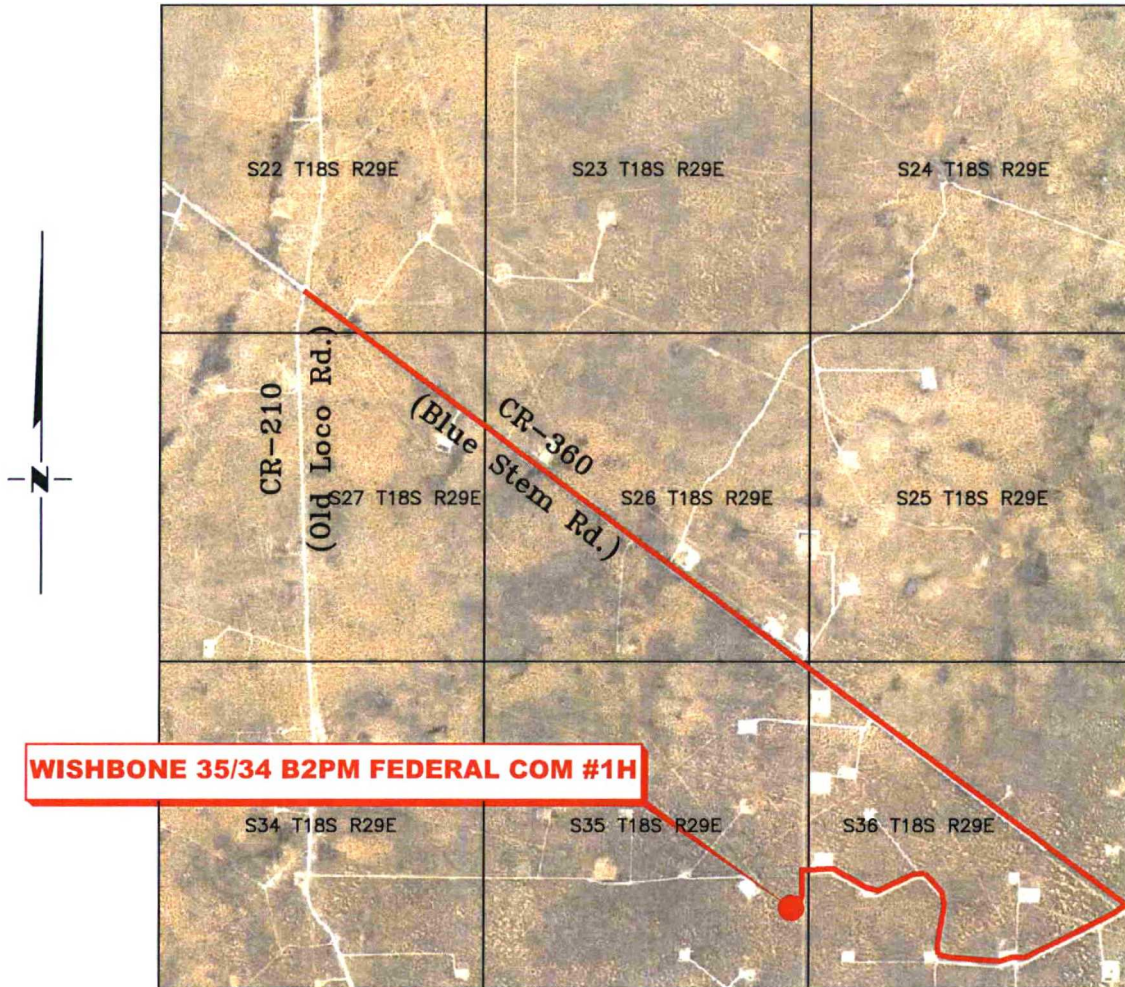 S22 T18S R29E
S23 T18S R29E
S24 T18S R29E
CR-210
(Old Loco Rd.)
CR-360
(Blue Stem Rd.)
S27 T18S R29E
S26 T18S R29E
S25 T18S R29E
N
WISHBONE 35/34 B2PM FEDERAL COM #1H
S34 T18S R29E
S35 T18S R29E
S36 T18S R29E